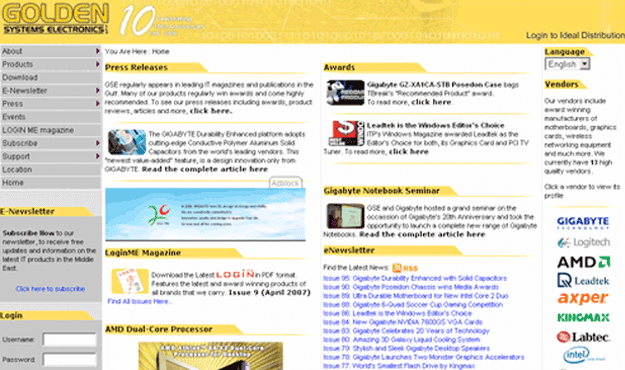 GOLDEN
SYSTEMS ELECTRONICS
10
Login to Ideal Distribution
About
Products
Download
E-Newsletter
Press
Events
LOGIN ME magazine
Subscribe
Support
Location
Home
E-Newsletter
Subscribe Now to our
newsletter, to receive free
updates and information on the
latest IT products in the Middle
East.
Click here to subscribe
Login
Username
Password
You Are Here : Home
Press Releases
GSE regularly appears in leading IT magazines and publications in the
Gulf. Many of our products regularly win awards and come highly
recommended. To see our press releases including awards, product
reviews, articles and more, click here.
The GIGABYTE Durability Enhanced platform adopts
cutting-edge Conductive Polymer Aluminum Solid
Capacitors from the world's leading vendors. This
"newest value-added" feature, is a design innovation only from
GIGABYTE. Read the complete article here
Adblock
LoginME Magazine
Download the Latest LOGIN in PDF format.
Features the latest and award winning products of
all brands that we carry. Issue 9 (April 2007)
Find All Issues Here..
AMD Dual-Core Processor
Awards
Gigabyte GZ-XA1CA-STB Poseidon Case bags
TBreak's "Recommended Product" award.
To read more, click here.
Leadtek is the Windows Editor's Choice
ITP's Windows Magazine awarded Leadtek as the
Editor's Choice for both, its Graphics Card and PCI TV
Tuner. To read more, click here
Gigabyte Notebook Seminar
GSE and Gigabyte hosted a grand seminar on the
occassion of Gigabyte's 20th Anniversary and took the
opportunity to launch a complete new range of Gigabyte
Notebooks. Read the complete article here
eNewsletter
Find the Latest News: RSS
Issue 95: Gigabyte Durability Enhanced with Solid Capacitors
Issue 90: Gigabyte Poseidon Chassis wins Media Awards
Issue 89: Ultra Durable Motherboard for New Intel Core 2 Duo
Issue 88: Gigabyte 6-Quad Soccer Cup Gaming Competition
Issue 86: Leadtek is the Windows Editor's Choice
Issue 84: New Gigabyte NVIDIA 7600GS VGA Cards
Issue 83: Gigabyte Celebrates 20 Years of Technology
Issue 80: Amazing 3D Galaxy Liquid Cooling System
Issue 79: Stylish and Sleek Gigabyte Desktop Speakers
Issue 78: Gigabyte Launches Two Monster Graphics Accelerators
Issue 77: World's Smallest Flash Drive by Kingmax
Language
English
Vendors
Our vendors include
award winning
manufacturers of
motherboards, graphics
cards, wireless
networking equipment
and much more. We
currently have 13 high
quality vendors.
Click a vendor to view its
profile
GIGABYTE
TECHNOLOGY
Logitech
AMD
Leadtek
axper
KINGMAX
Labtec
intel